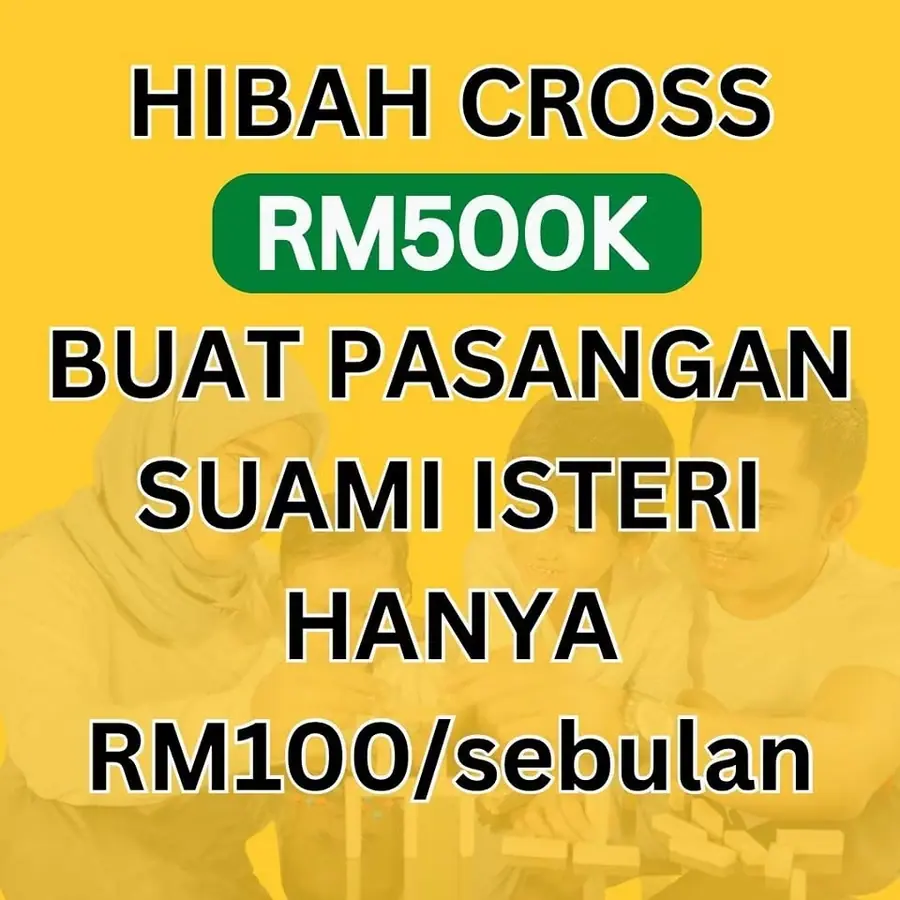 HIBAH CROSS
RM500K
BUAT PASANGAN
SUAMI ISTERI
HANYA
RM100/sebulan